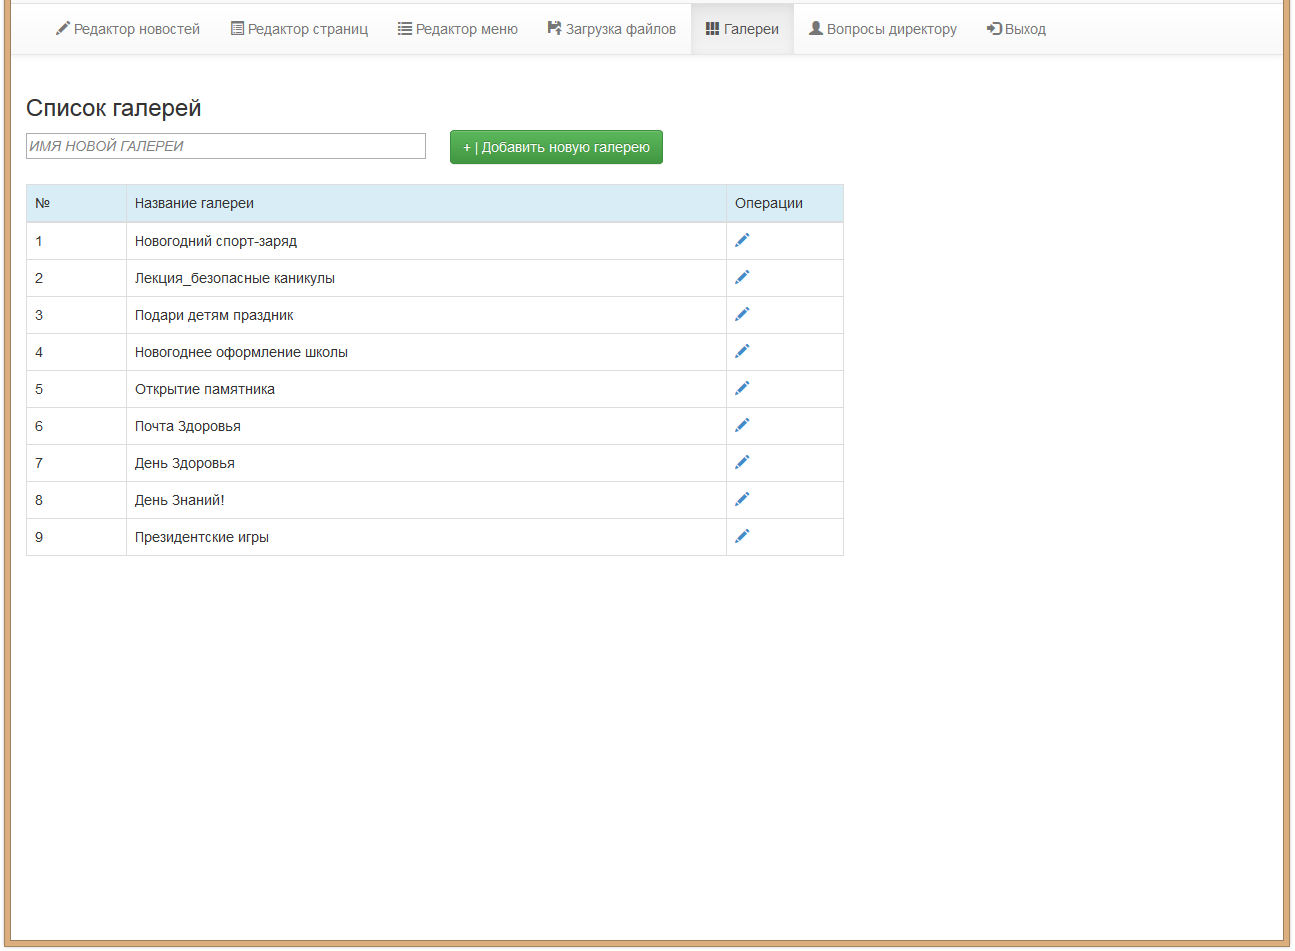 Редактор новостей Редактор страниц Редактор меню Загрузка файлов Галереи Вопросы директору Выход
Список галерей
ИМЯ НОВОЙ ГАЛЕРЕИ + | Добавить новую галерею
№ Название галереи Операции
1 Новогодний спорт-заряд
2 Лекция_безопасные каникулы
3 Подари детям праздник
4 Новогоднее оформление школы
5 Открытие памятника
6 Почта Здоровья
7 День Здоровья
8 День Знаний!
9 Президентские игры